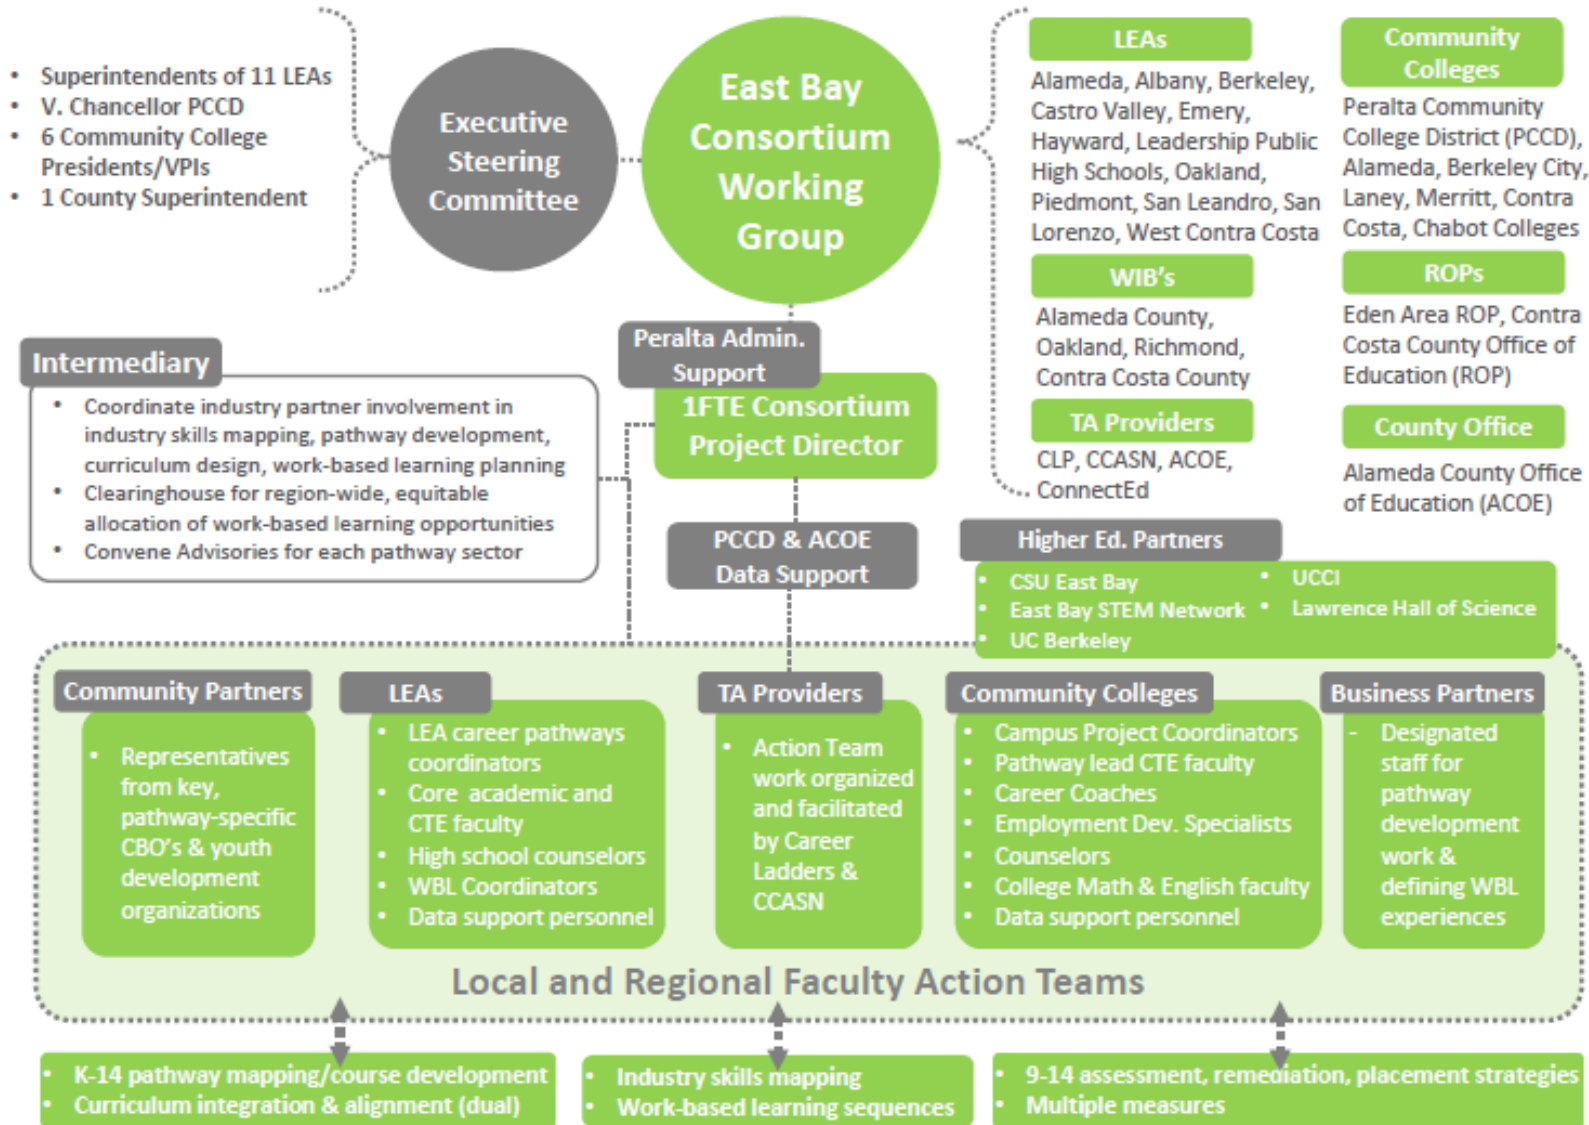 • Superintendents of 11 LEAs
• V. Chancellor PCCD
• 6 Community College
Presidents/VPIs
• 1 County Superintendent
Executive
Steering
Committee
East Bay
Consortium
Working
Group
LEAs
Alameda, Albany, Berkeley,
Castro Valley, Emery,
Hayward, Leadership Public
High Schools, Oakland,
Piedmont, San Leandro, San
Lorenzo, West Contra Costa
Community
Colleges
Peralta Community
College District (PCCD),
Alameda, Berkeley City,
Laney, Merritt, Contra
Costa, Chabot Colleges
WIB's
Alameda County,
Oakland, Richmond,
Contra Costa County
ROPs
Eden Area ROP, Contra
Costa County Office of
Education (ROP)
TA Providers
CLP, CCASN, ACOE,
ConnectEd
County Office
Alameda County Office
of Education (ACOE)
Peralta Admin.
Support
1FTE Consortium
Project Director
Intermediary
• Coordinate industry partner involvement in
industry skills mapping, pathway development,
curriculum design, work-based learning planning
• Clearinghouse for region-wide, equitable
allocation of work-based learning opportunities
• Convene Advisories for each pathway sector
PCCD & ACOE
Data Support
Higher Ed. Partners
• CSU East Bay
• East Bay STEM Network
• UC Berkeley
• UCCI
• Lawrence Hall of Science
Community Partners
• Representatives
from key,
pathway-specific
CBO's & youth
development
organizations
LEAs
• LEA career pathways
coordinators
• Core academic and
CTE faculty
• High school counselors
• WBL Coordinators
• Data support personnel
TA Providers
• Action Team
work organized
and facilitated
by Career
Ladders &
CCASN
Community Colleges
• Campus Project Coordinators
• Pathway lead CTE faculty
• Career Coaches
• Employment Dev. Specialists
• Counselors
• College Math & English faculty
• Data support personnel
Business Partners
- Designated
staff for
pathway
development
work &
defining WBL
experiences
Local and Regional Faculty Action Teams
• K-14 pathway mapping/course development
• Curriculum integration & alignment (dual)
• Industry skills mapping
• Work-based learning sequences
• 9-14 assessment, remediation, placement strategies
• Multiple measures